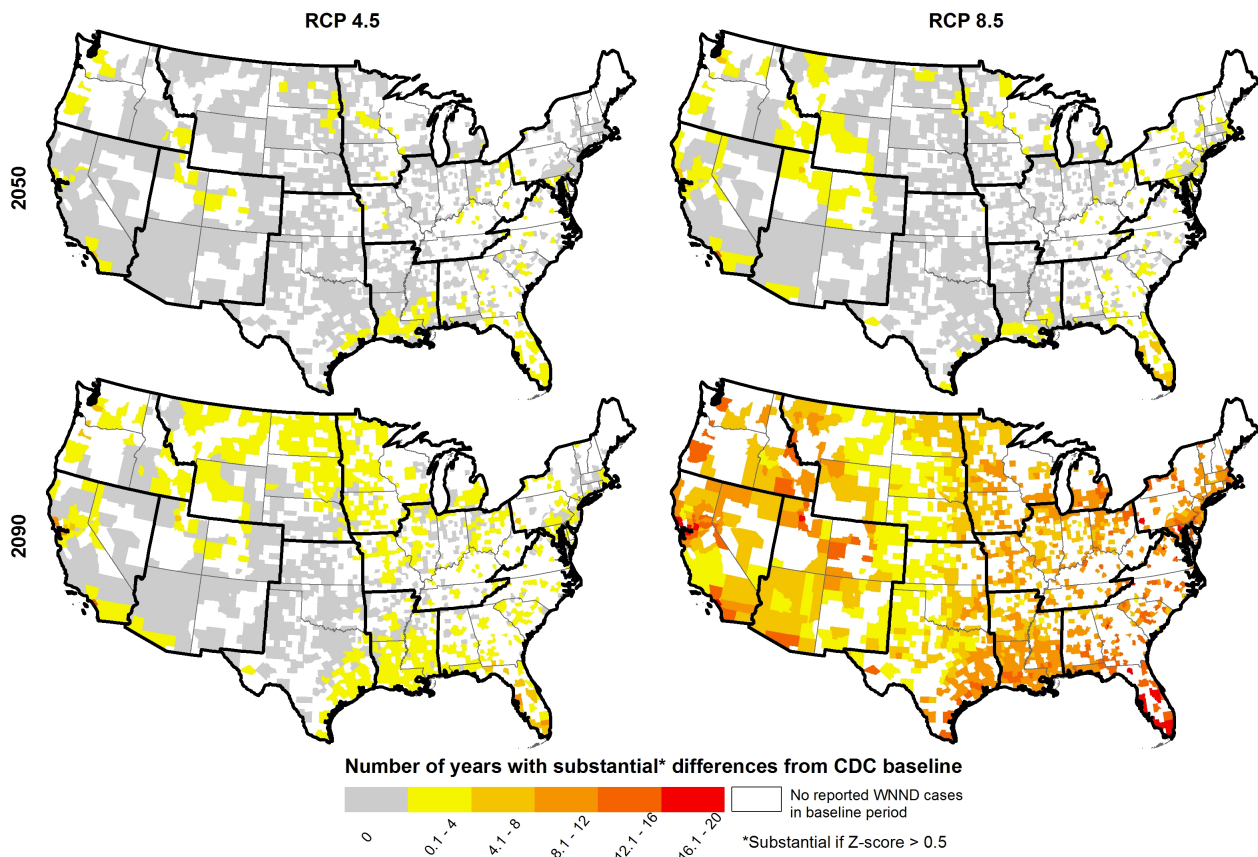 RCP 4.5
RCP 8.5
2050
2090
Number of years with substantial* differences from CDC baseline
0
0.1 - 4
4.1 - 8
8.1 - 12
12.1 - 16
16.1 - 20
No reported WNND cases
in baseline period
*Substantial if Z-score > 0.5